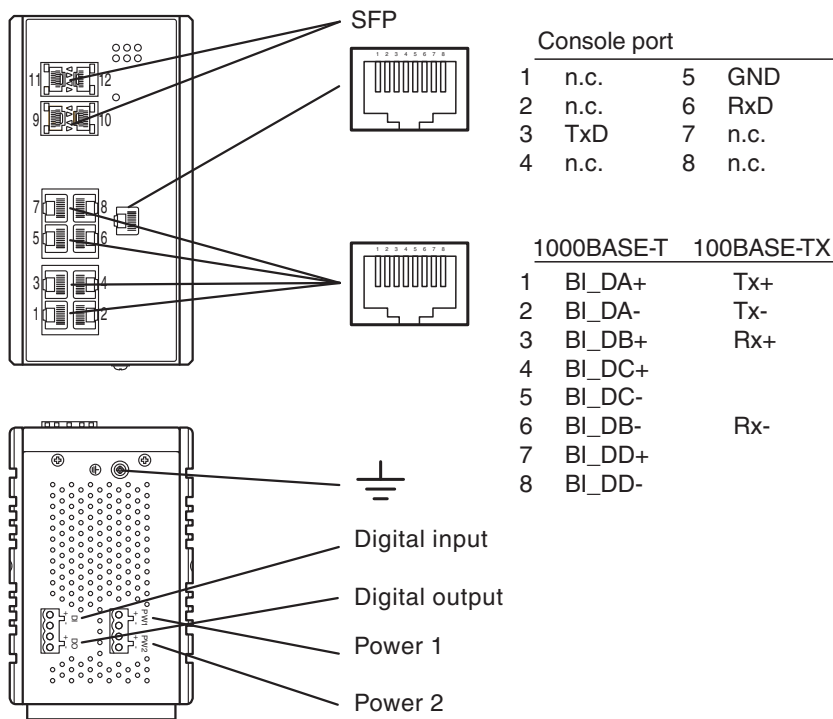 SFP
11 12
9 10
7 8
5 6
3 4
1 2
1 2 3 4 5 6 7 8
Console port
1 n.c. 5 GND
2 n.c. 6 RxD
3 TxD 7 n.c.
4 n.c. 8 n.c.
1 2 3 4 5 6 7 8
1000BASE-T 100BASE-TX
1 BI_DA+ Tx+
2 BI_DA- Tx-
3 BI_DB+ Rx+
4 BI_DC+
5 BI_DC-
6 BI_DB- Rx-
7 BI_DD+
8 BI_DD-
Digital input
Digital output
Power 1
Power 2
+ - DI
+ - DO
+ - PW1
+ - PW2